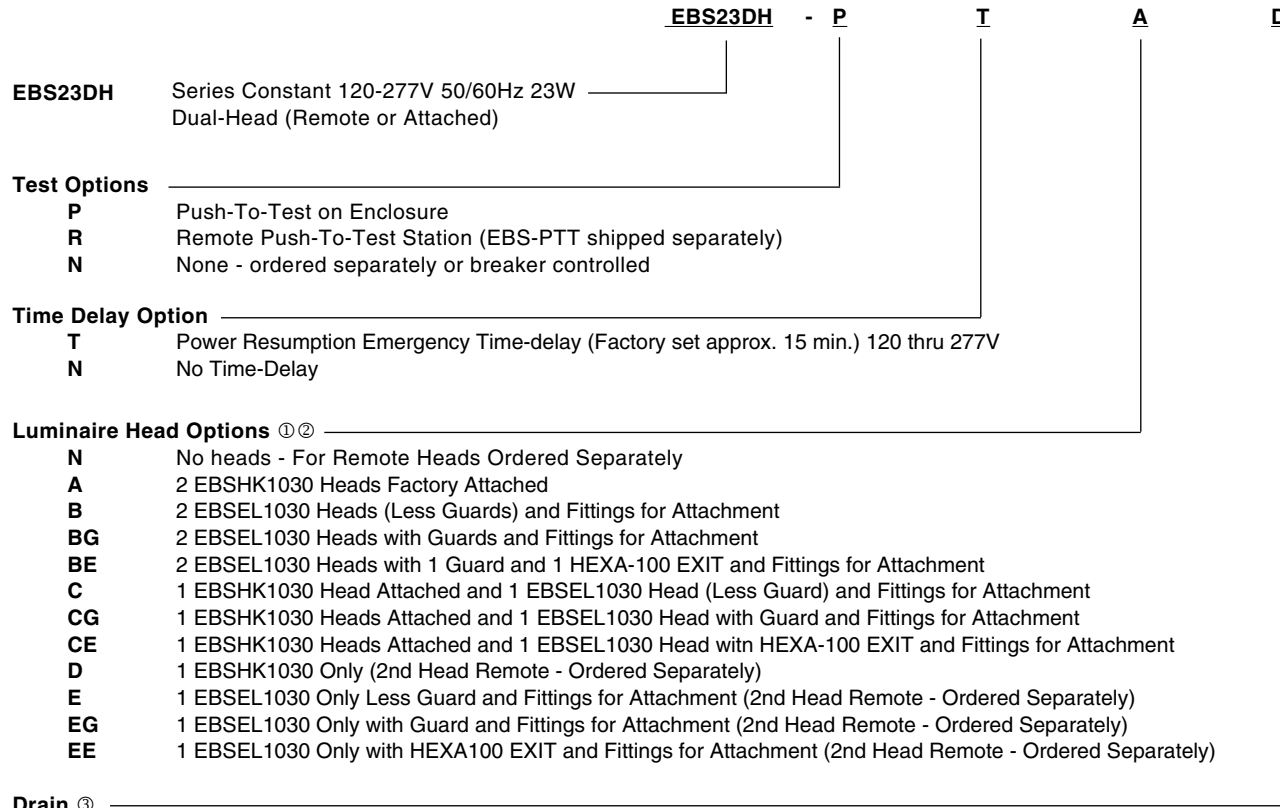 EBS23DH - P T A D
EBS23DH Series Constant 120-277V 50/60Hz 23W
Dual-Head (Remote or Attached)
Test Options
P Push-To-Test on Enclosure
R Remote Push-To-Test Station (EBS-PTT shipped separately)
N None - ordered separately or breaker controlled
Time Delay Option
T Power Resumption Emergency Time-delay (Factory set approx. 15 min.) 120 thru 277V
N No Time-Delay
Luminaire Head Options ①②
N No heads - For Remote Heads Ordered Separately
A 2 EBSHK1030 Heads Factory Attached
B 2 EBSEL1030 Heads (Less Guards) and Fittings for Attachment
BG 2 EBSEL1030 Heads with Guards and Fittings for Attachment
BE 2 EBSEL1030 Heads with 1 Guard and 1 HEXA-100 EXIT and Fittings for Attachment
C 1 EBSHK1030 Head Attached and 1 EBSEL1030 Head (Less Guard) and Fittings for Attachment
CG 1 EBSHK1030 Heads Attached and 1 EBSEL1030 Head with Guard and Fittings for Attachment
CE 1 EBSHK1030 Heads Attached and 1 EBSEL1030 Head witn HEXA-100 EXIT and Fittings for Attachment
D 1 EBSHK1030 Only (2nd Head Remote - Ordered Separately)
E 1 EBSEL1030 Only Less Guard and Fittings for Attachment (2nd Head Remote - Ordered Separately)
EG 1 EBSEL1030 Only with Guard and Fittings for Attachment (2nd Head Remote - Ordered Separately)
EE 1 EBSEL1030 Only with HEXA100 EXIT and Fittings for Attachment (2nd Head Remote - Ordered Separately)
Drain ③